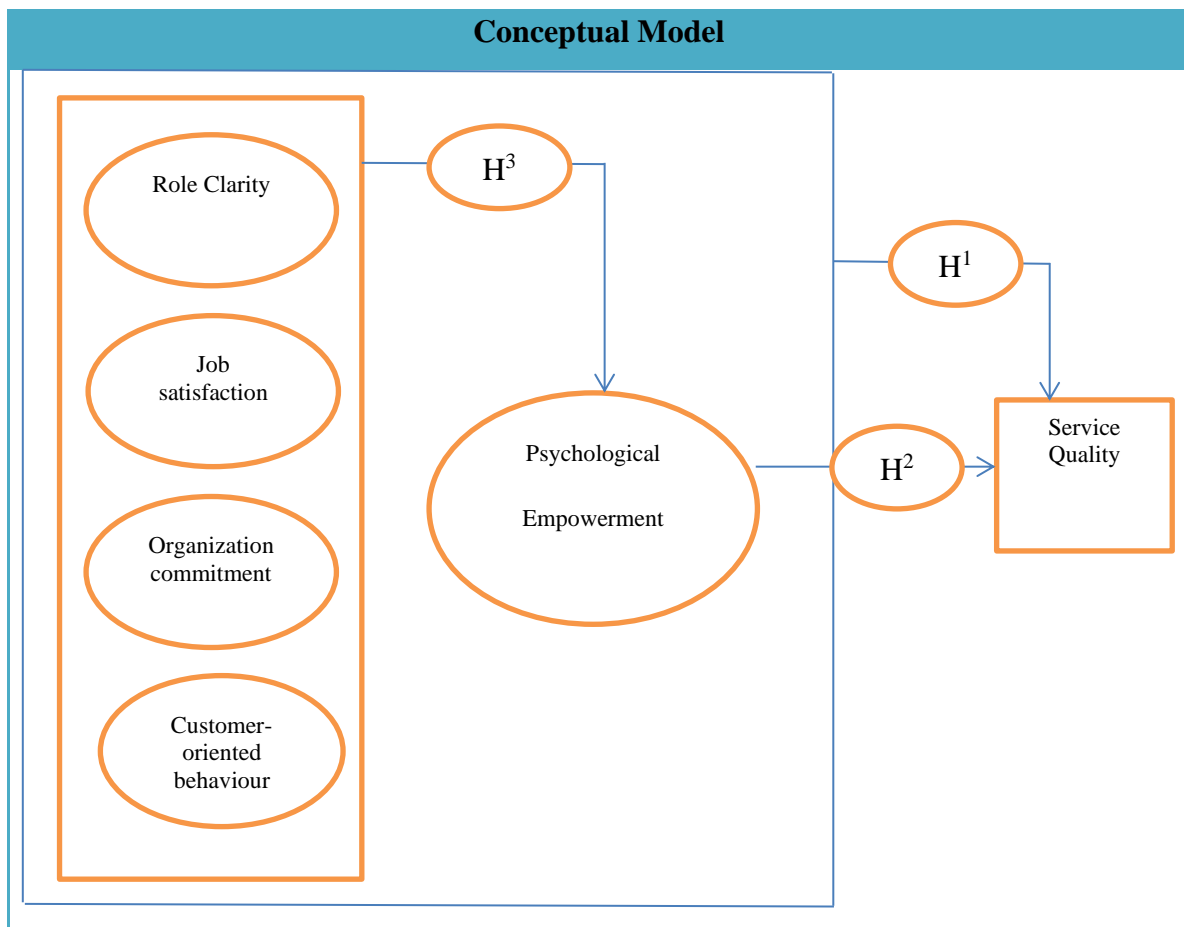 Conceptual Model
Role Clarity
H³
H¹
Job
satisfaction
Psychological
Empowerment
H²
Service
Quality
Organization
commitment
Customer-
oriented
behaviour